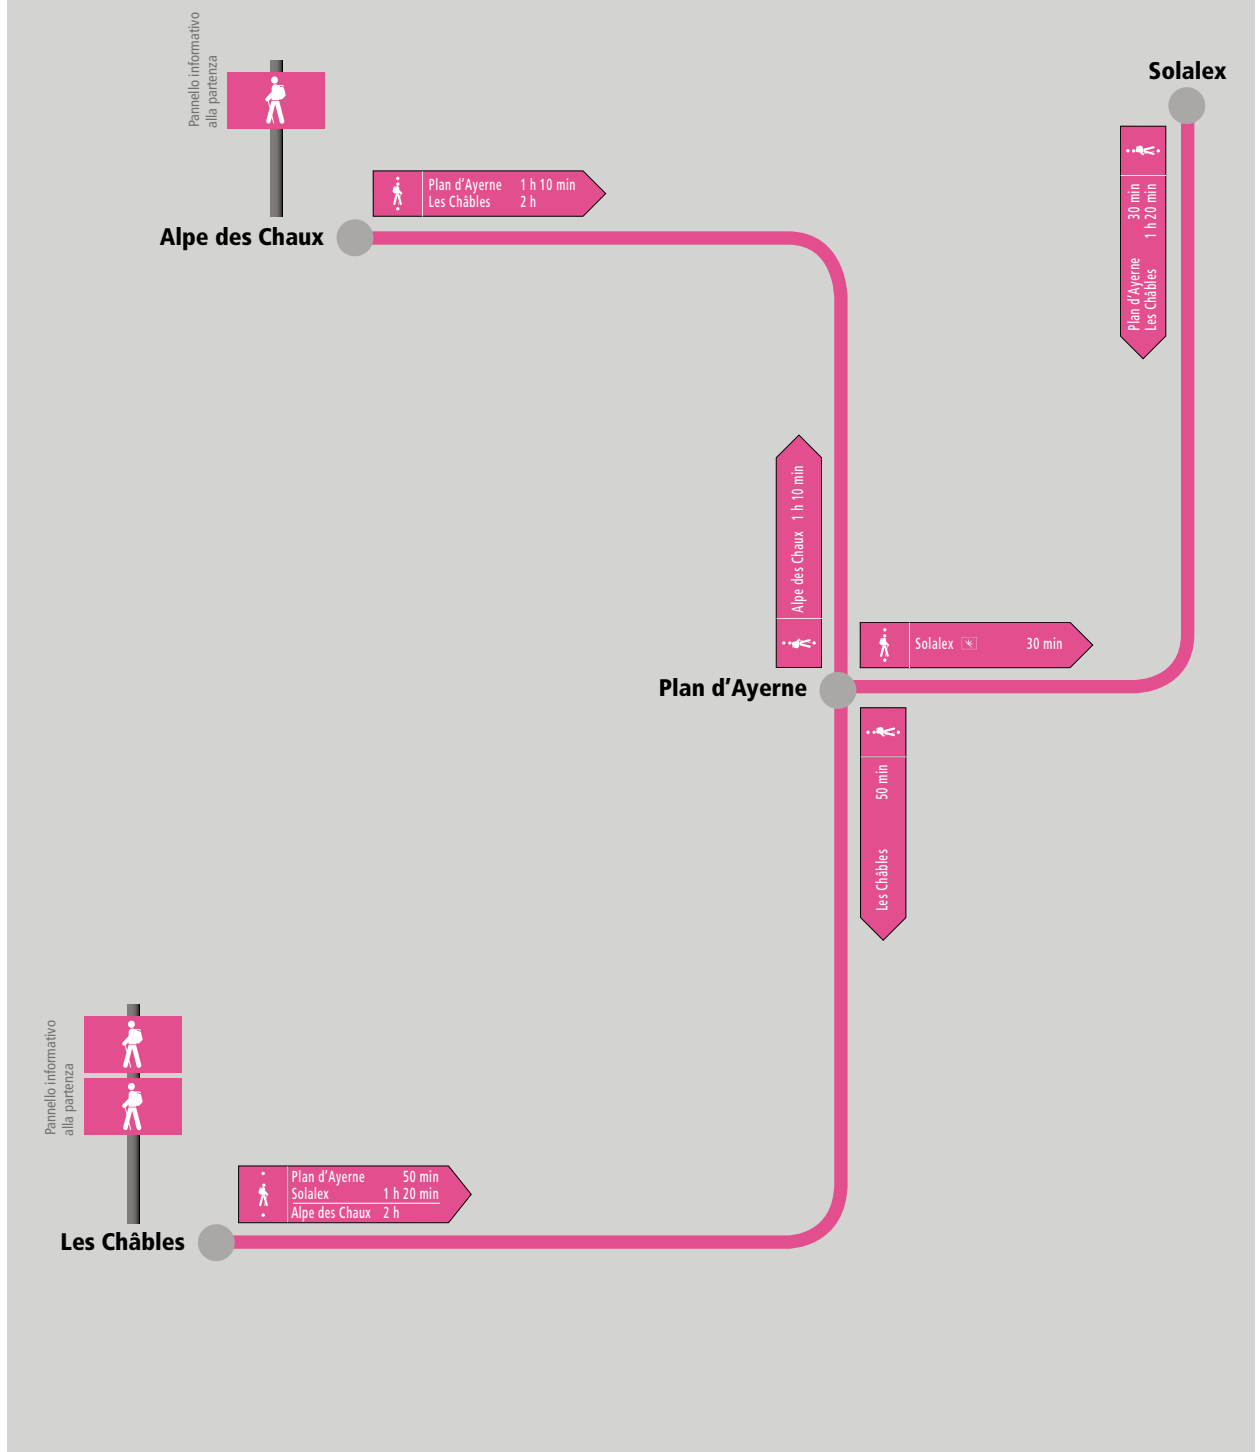 Pannello informativo
alla partenza
Solalex
Plan d’Ayerne 1 h 10 min
Les Châbles 2 h
Alpe des Chaux
Plan d’Ayerne 30 min
Les Châbles 1 h 20 min
Alpe des Chaux 1 h 10 min
Solalex 30 min
Plan d’Ayerne
Les Châbles 50 min
Pannello informativo
alla partenza
Plan d’Ayerne 50 min
Solalex 1 h 20 min
Alpe des Chaux 2 h
Les Châbles